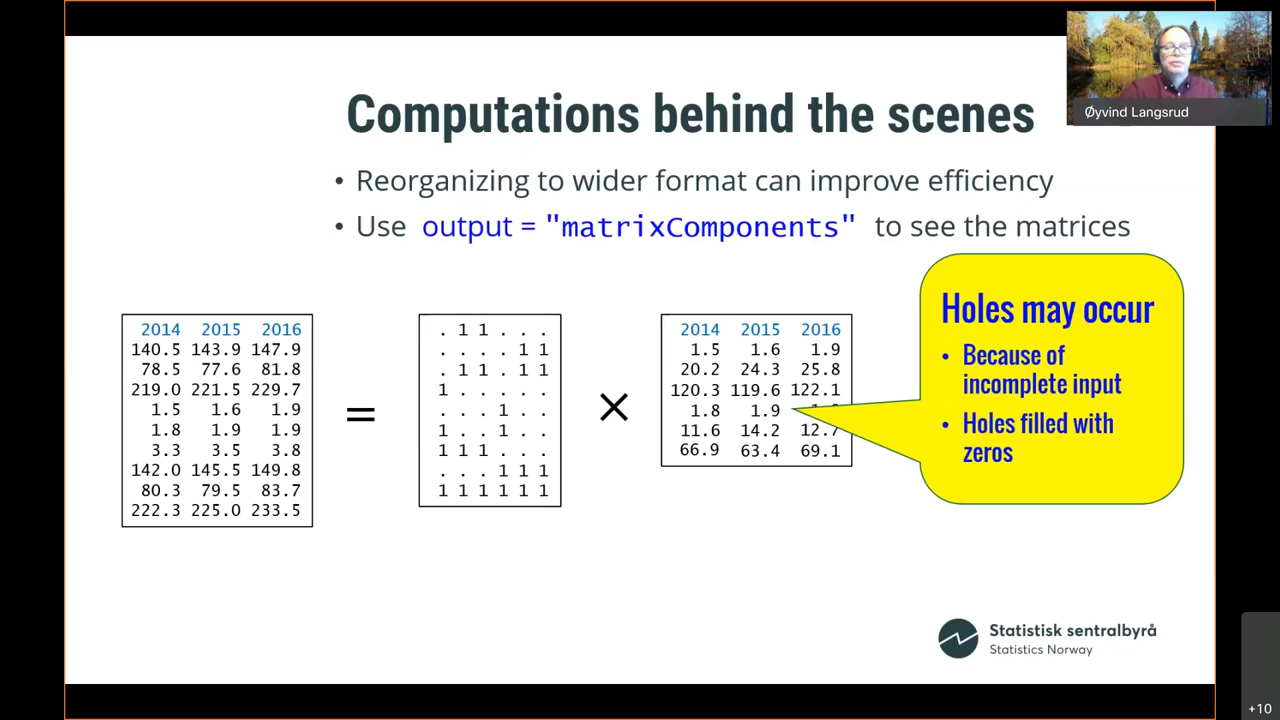 Øyvind Langsrud
Computations behind the scenes
• Reorganizing to wider format can improve efficiency
• Use output = "matrixComponents" to see the matrices
2014 2015 2016
140.5 143.9 147.9
78.5 77.6 81.8
219.0 221.5 229.7
1.5 1.6 1.9
1.8 1.9 1.9
3.3 3.5 3.8
142.0 145.5 149.8
80.3 79.5 83.7
222.3 225.0 233.5
=
. 1 1 . . .
. . . . 1 1
. 1 1 . 1 1
1 . . . . .
. . . 1 . .
1 . . 1 . .
1 1 1 . . .
. . . 1 1 1
1 1 1 1 1 1
×
2014 2015 2016
1.5 1.6 1.9
20.2 24.3 25.8
120.3 119.6 122.1
1.8 1.9
11.6 14.2 12.7
66.9 63.4 69.1
Holes may occur
• Because of
incomplete input
• Holes filled with
zeros
Statistisk sentralbyrå
Statistics Norway
+10